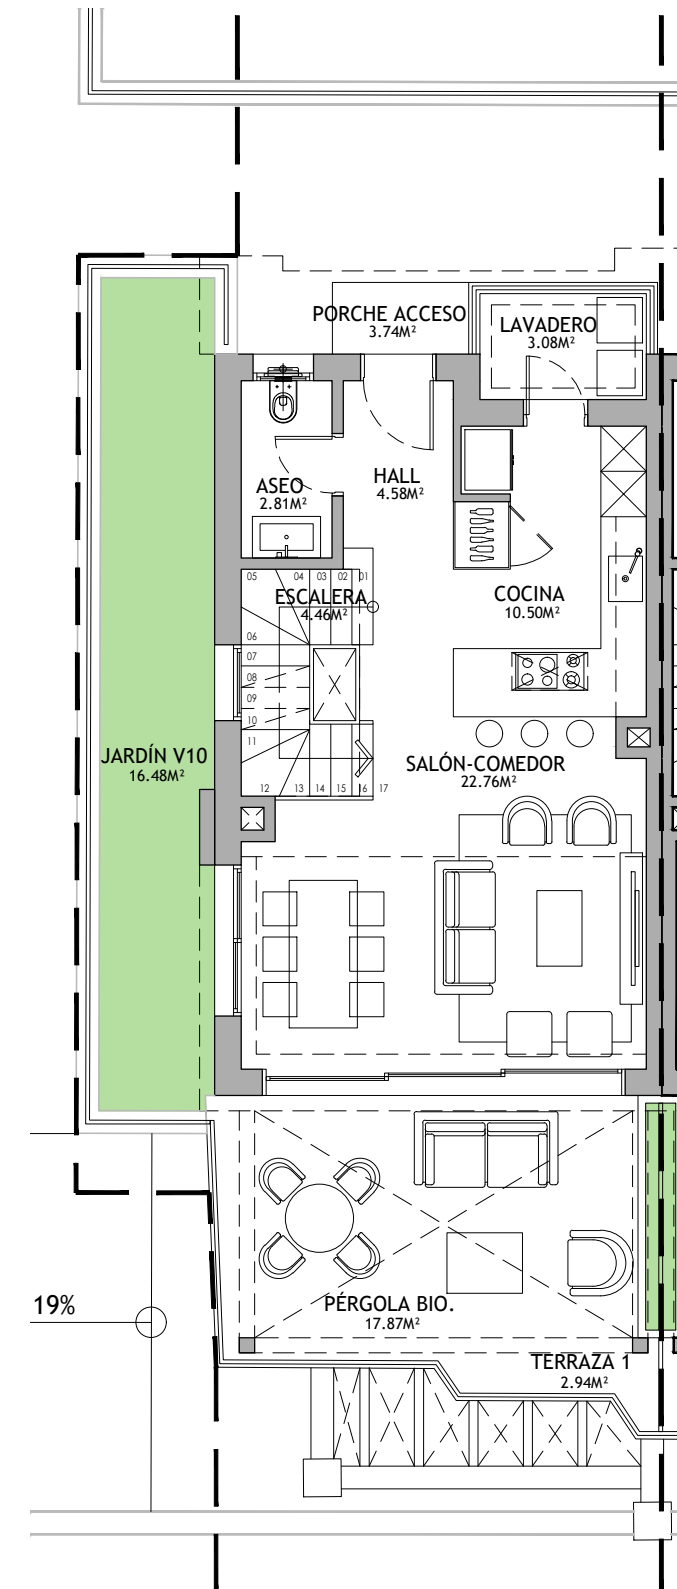 PORCHE ACCESO
3.74M²
LAVADERO
3.08M²
HALL
4.58M²
ASEO
2.81M²
05 04 03 02 01
ESCALERA
4.46M²
COCINA
10.50M²
06
07
08
09
10
11
12 13 14 15 16 17
JARDÍN V10
16.48M²
SALÓN-COMEDOR
22.76M²
19%
PÉRGOLA BIO.
17.87M²
TERRAZA 1
2.94M²